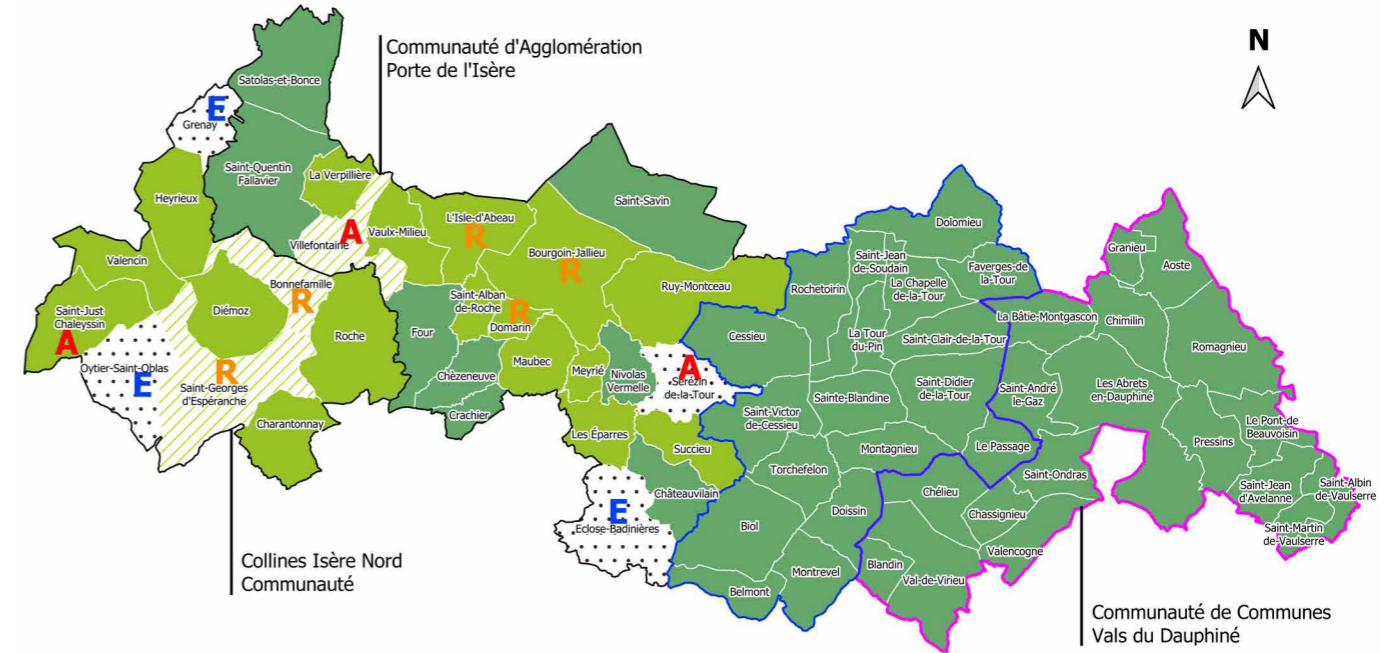 Communauté d'Agglomération
Porte de l'Isère
N
Satolas-et-Bonce
E
Grenay
Saint-Quentin
Fallavier
La Verpillière
Heyrieux
Saint-Savin
L'Isle-d'Abeau
R
A
Vaulx-Milieu
Villefontaine
Bourgoin-Jallieu
R
Dolomieu
Granieu
Aoste
Valencin
Saint-Jean
de-Soudain
Faverges-de
la-Tour
La Chapelle
de-la-Tour
Rochetoirin
Ruy-Montceau
Bonnefamille
R
Saint-Alban
de-Roche
R
Domarin
Saint-Just
Chaleyssin
A
Diémoz
Roche
Four
La Bâtie-Montgascon
Chimilin
Cessieu
La Tour
du-Pin
Saint-Clair-de-la-Tour
Romagnieu
Oytier-Saint-Oblas
E
R
Saint-Georges
d'Espéranche
Maubec
Meyrié
Nivolas
Vermelle
A
Sérézin
de-la-Tour
Chèzeneuve
Crachier
Sainte-Blandine
Saint-Didier
de-la-Tour
Saint-André
le-Gaz
Les Abrets
en-Dauphiné
Saint-Victor
de-Cessieu
Charantonnay
Les Éparres
Succieu
Montagnieu
Le Passage
Pressins
Le Pont-de
Beauvoisin
Torchefelon
Saint-Ondras
Châteauvilain
Chélieu
Saint-Jean
d'Avelanne
Saint-Albin
de-Vaulserre
E
Eclose-Badinières
Biol
Doissin
Chassignieu
Saint-Martin
de-Vaulserre
Valencogne
Montrevel
Blandin
Val-de-Virieu
Belmont
Collines Isère Nord
Communauté
Communauté de Communes
Vals du Dauphiné